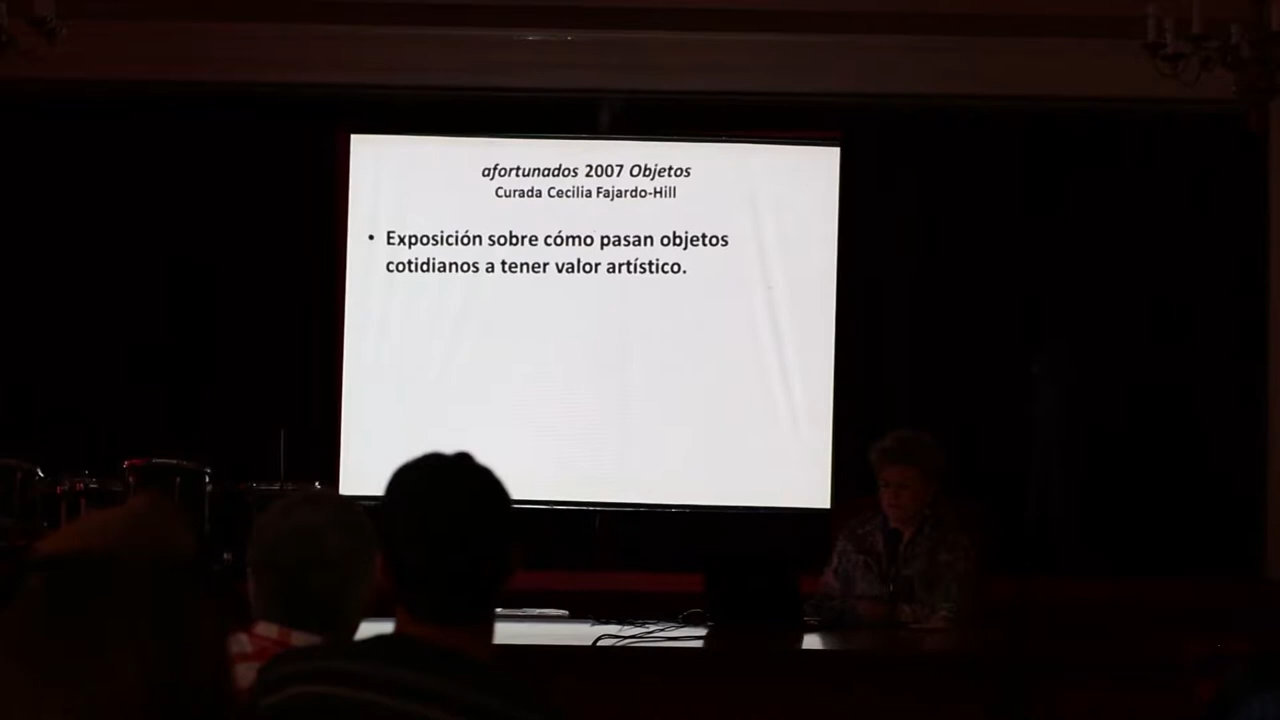 afortunados 2007 Objetos
Curada Cecilia Fajardo-Hill
• Exposición sobre cómo pasan objetos
cotidianos a tener valor artístico.